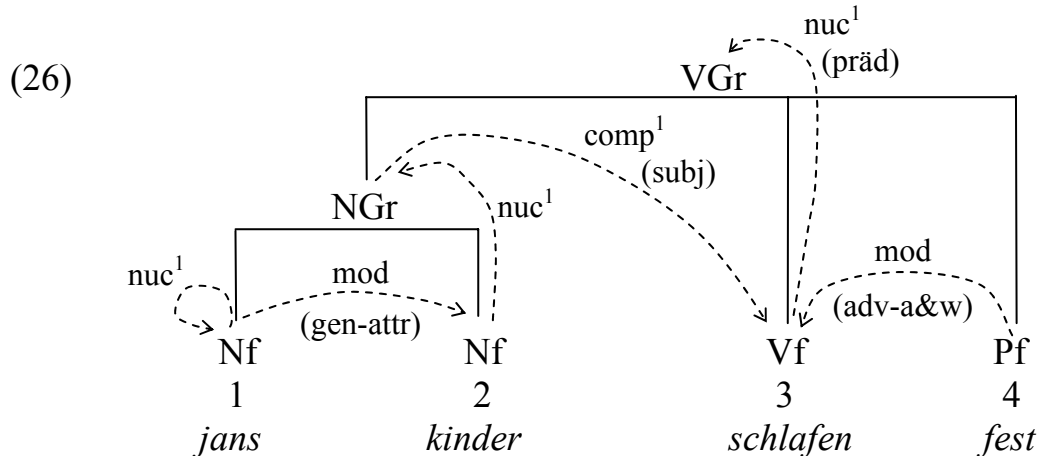 nuc¹
(26) VGr (präd)
comp¹
(subj)
NGr nuc¹
nuc¹ mod mod
(gen-attr) (adv-a&w)
Nf Nf Vf Pf
1 2 3 4
jans kinder schlafen fest